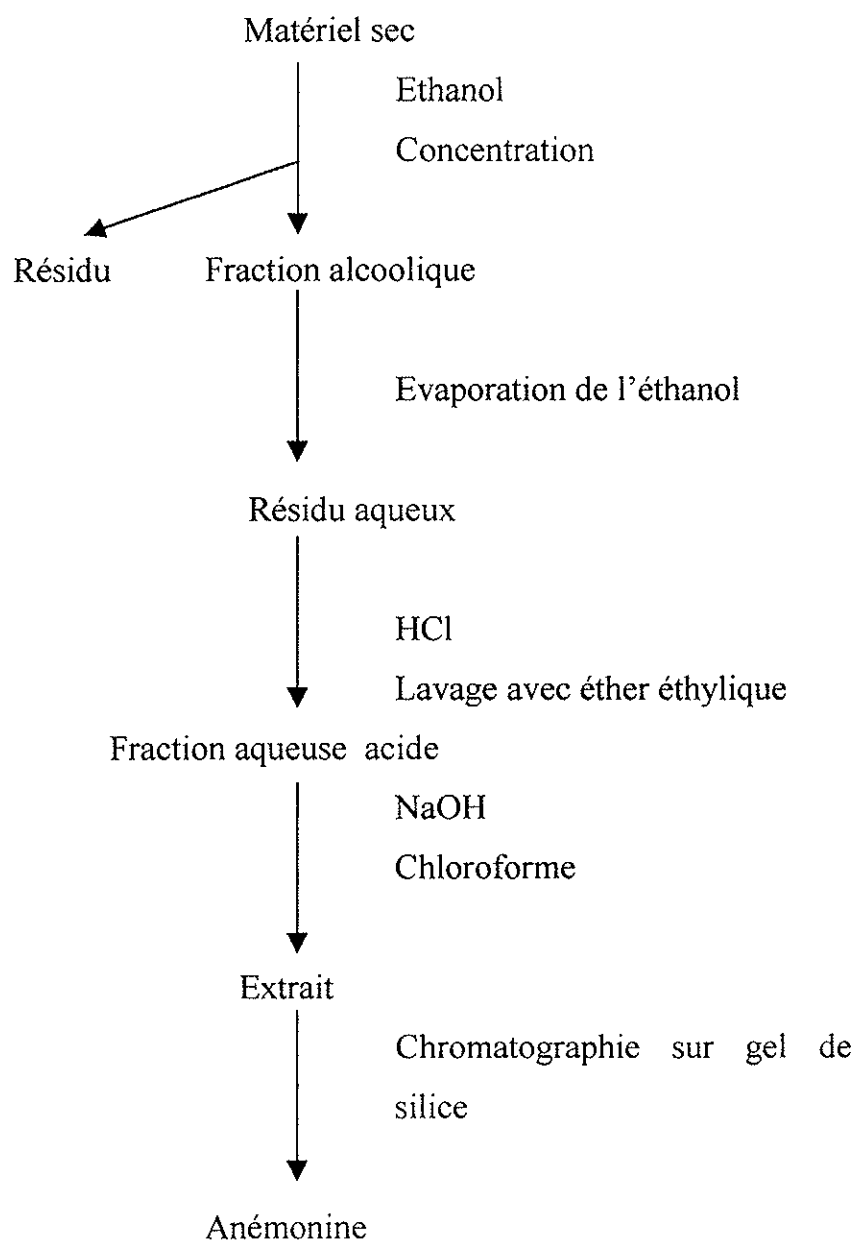 Matériel sec
Ethanol
Concentration
Résidu
Fraction alcoolique
Evaporation de l’éthanol
Résidu aqueux
HCl
Lavage avec éther éthylique
Fraction aqueuse acide
NaOH
Chloroforme
Extrait
Chromatographie sur gel de
silice
Anémonine